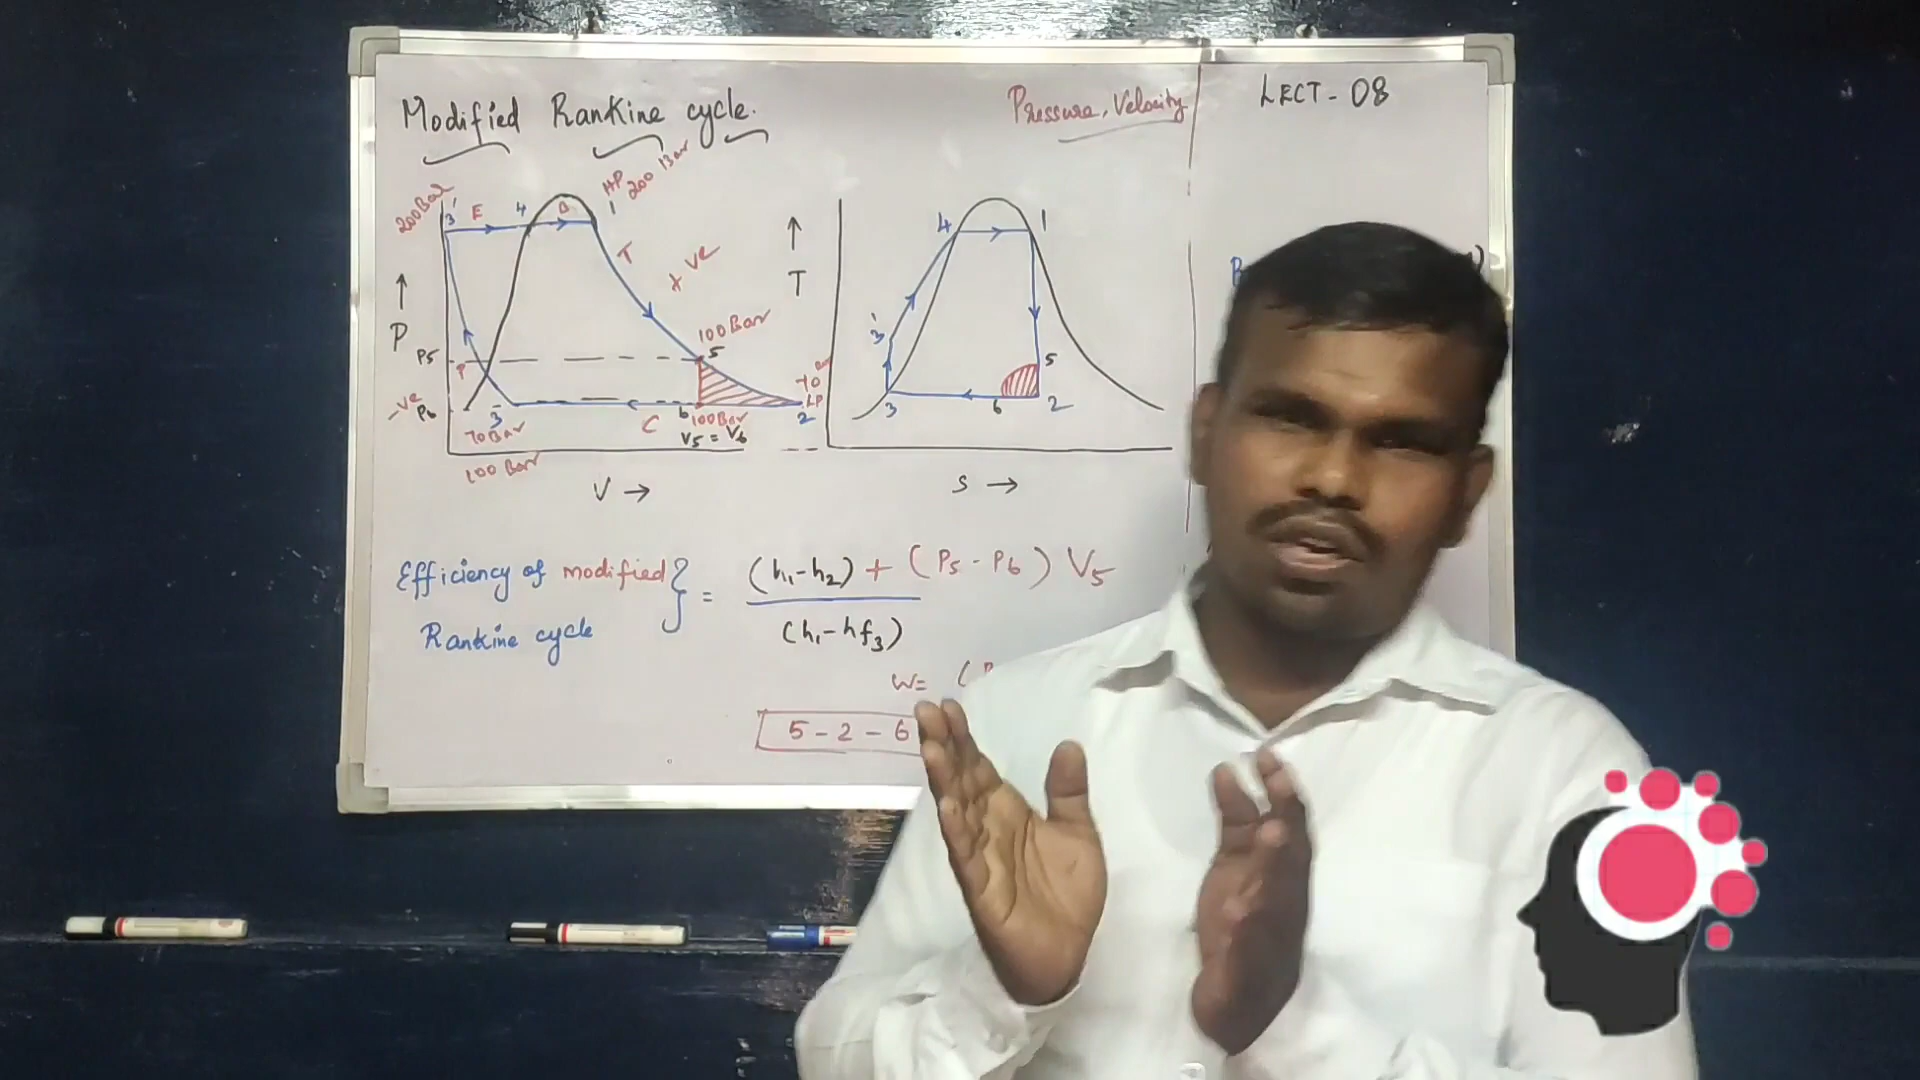 Modified Rankine cycle.
Pressure, Velocity
LECT - 08
200 Bar
3'
E
4
B
HP
200 Bar
1
T
+ ve
↑
P
P5
P
100 Bar
5
-ve
P6
3
70 Bar
100 Bar
C
6
100 Bar
V5 = V6
70 Bar
LP
2
V →
↑
T
4
1
3'
5
3
6
2
S →
Efficiency of modified } = (h1-h2) + (P5 - P6) V5
Rankine cycle
(h1 - hf3)
W= (
5 - 2 - 6